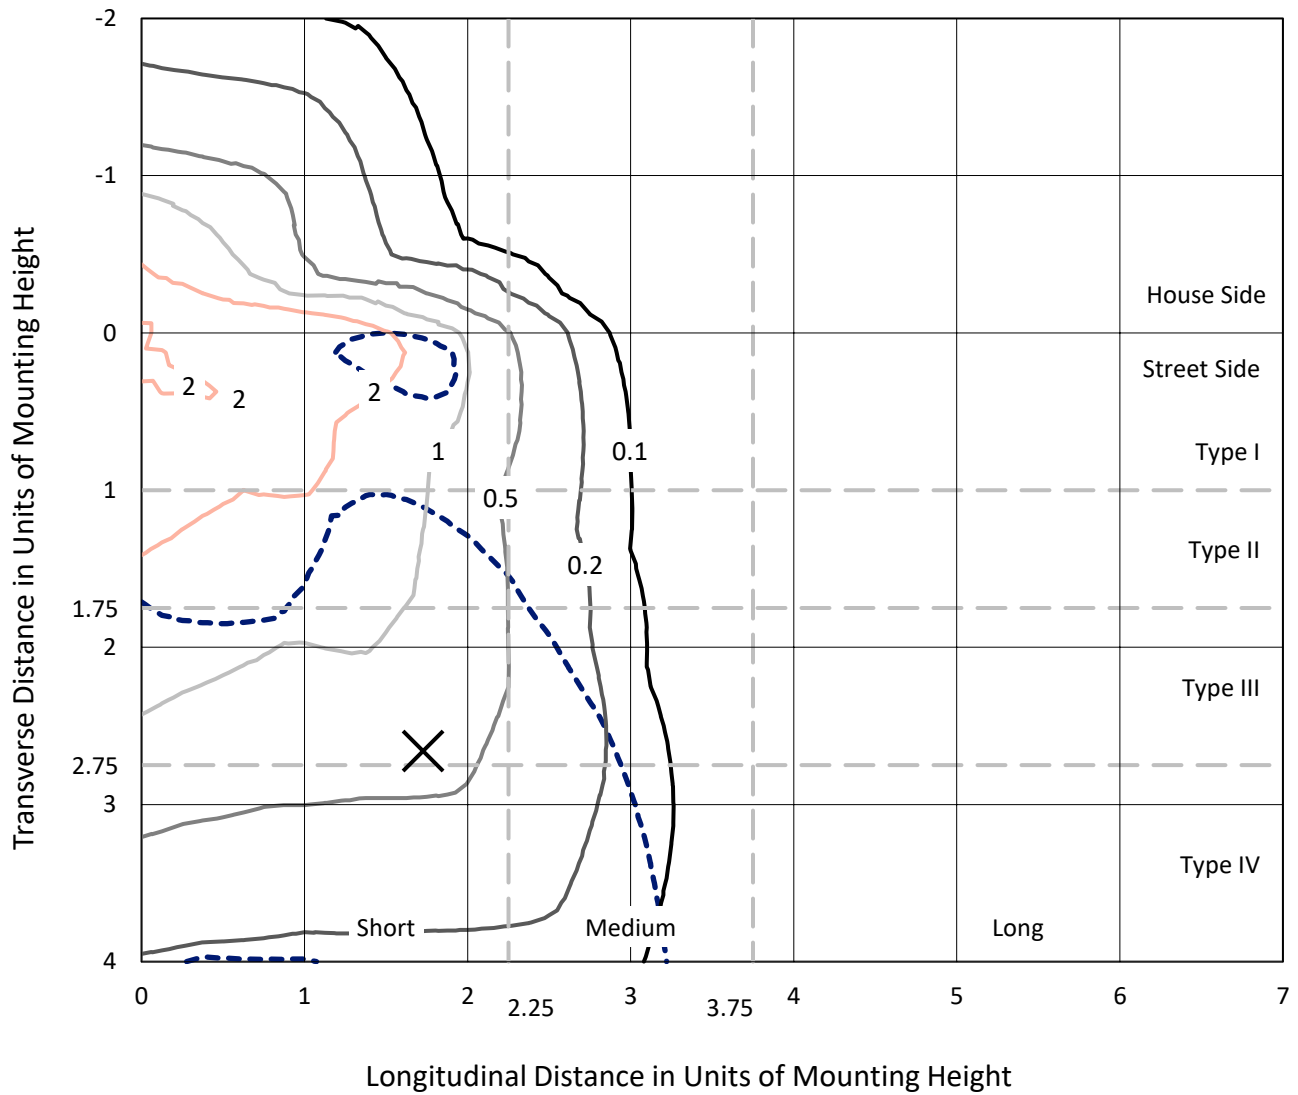 -2
-1
House Side
0
Street Side
2
2
2
1
0.1
Type I
1
0.5
0.2
Type II
1.75
2
Type III
2.75
3
Type IV
Short
Medium
Long
4
0
1
2
2.25
3
3.75
4
5
6
7
Transverse Distance in Units of Mounting Height
Longitudinal Distance in Units of Mounting Height